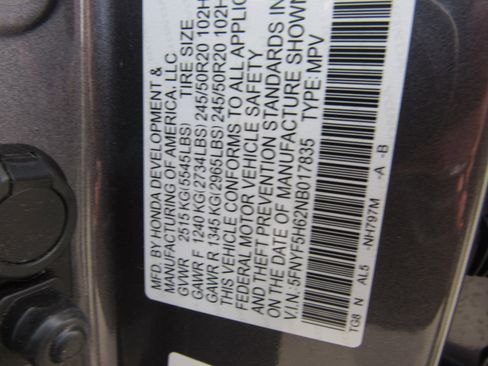 MFD. BY HONDA DEVELOPMENT &
MANUFACTURING OF AMERICA, LLC
GVWR 2515 KG(5545LBS) TIRE SIZE
GAWR F 1240 KG(2734LBS) 245/50R20 102H
GAWR R 1345 KG(2965LBS) 245/50R20 102H
THIS VEHICLE CONFORMS TO ALL APPLIC
FEDERAL MOTOR VEHICLE SAFETY
AND THEFT PREVENTION STANDARDS IN
ON THE DATE OF MANUFACTURE SHOWN
V.I.N. 5FNYF5H62NB017835 TYPE: MPV
TG8 N AL5 -NH797M -A -B